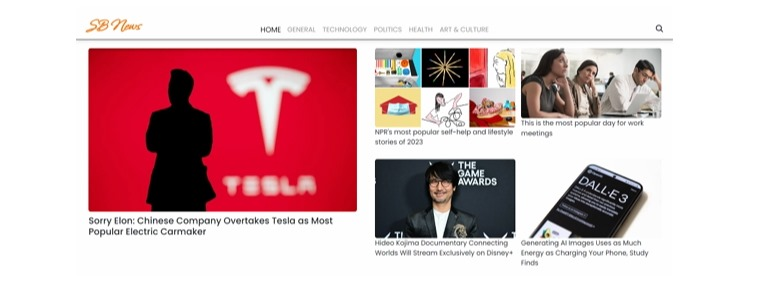 SB News
HOME GENERAL TECHNOLOGY POLITICS HEALTH ART & CULTURE
TESLA
Sorry Elon: Chinese Company Overtakes Tesla as Most
Popular Electric Carmaker
NPR's most popular self-help and lifestyle
stories of 2023
This is the most popular day for work
meetings
THE
GAME
AWARDS
Hideo Kojima Documentary Connecting
Worlds Will Stream Exclusively on Disney+
DALL·E 3
Generating AI Images Uses as Much
Energy as Charging Your Phone, Study
Finds